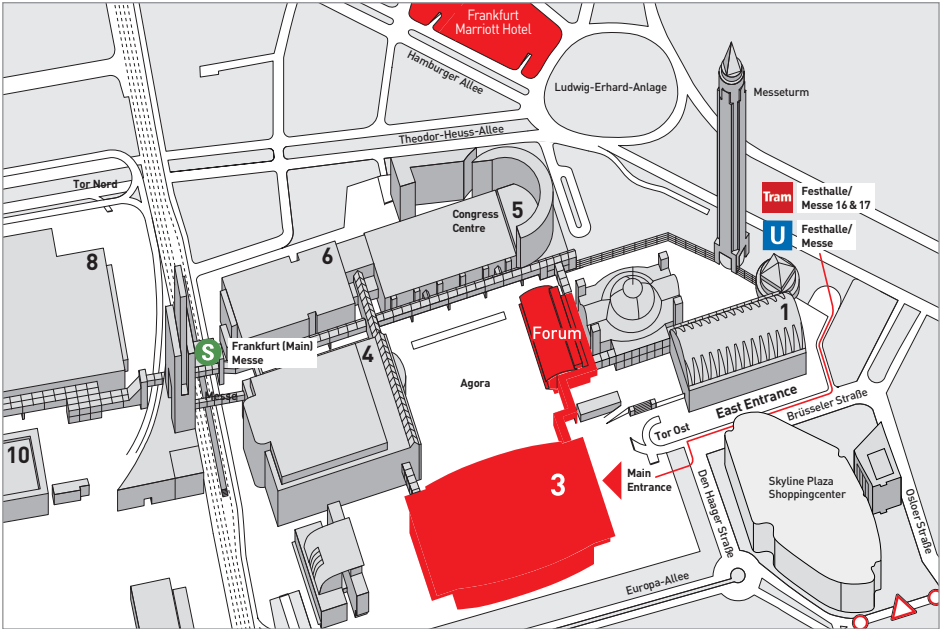 Frankfurt
Marriott Hotel
Hamburger Allee
Ludwig-Erhard-Anlage
Messeturm
Theodor-Heuss-Allee
Tor Nord
Tram
Festhalle/
Messe 16 & 17
U
Festhalle/
Messe
Congress
Centre
5
6
8
1
S
Frankfurt (Main)
Messe
Forum
4
Agora
Messe
East Entrance
Brüsseler Straße
Tor Ost
10
3
Main
Entrance
Skyline Plaza
Shoppingcenter
Den Haager Straße
Osloer Straße
Europa-Allee